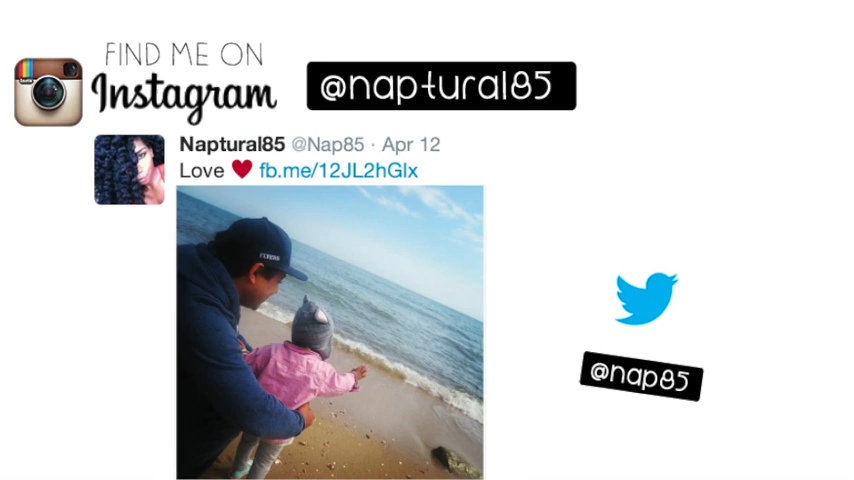 FIND ME ON
Instagram
@naptural85
Naptural85 @Nap85 · Apr 12
Love ❤ fb.me/12JL2hGlx
@nap85